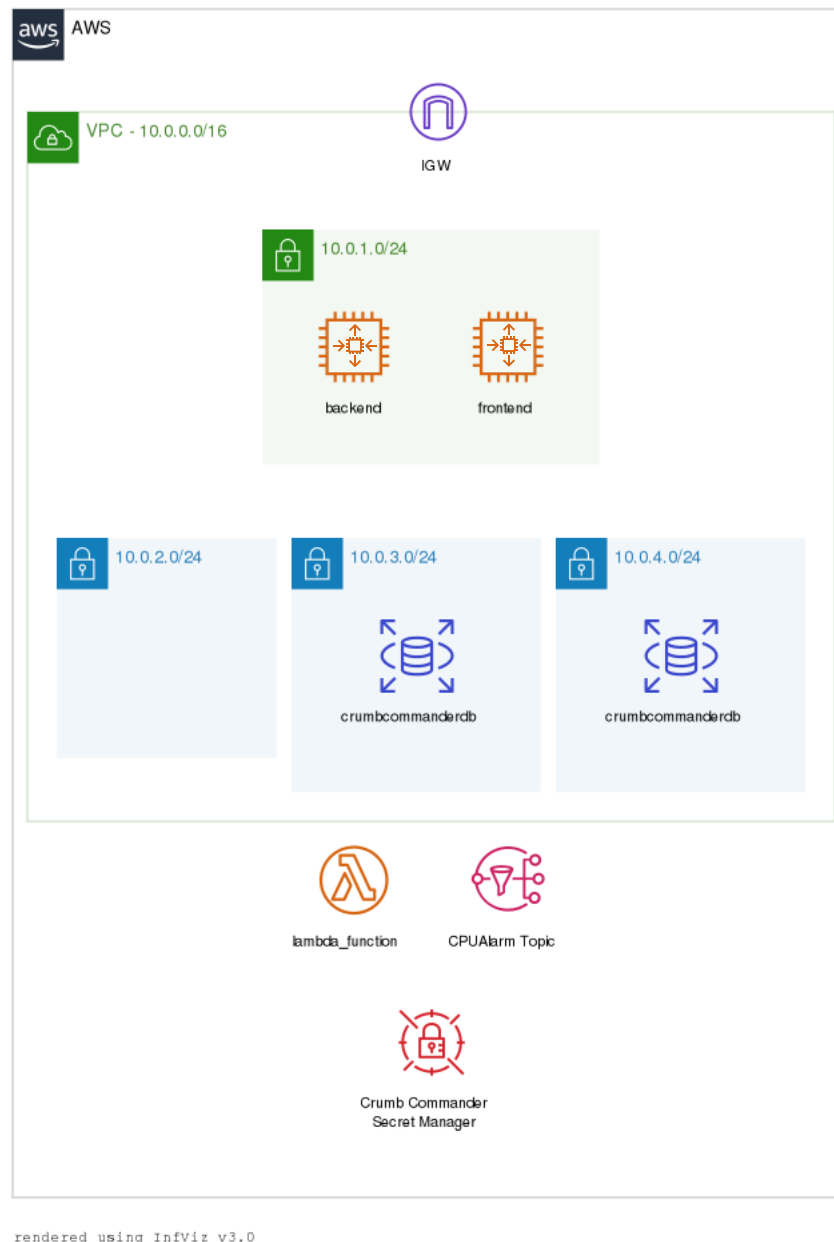 aws AWS
VPC - 10.0.0.0/16
IGW
10.0.1.0/24
backend
frontend
10.0.2.0/24
10.0.3.0/24
10.0.4.0/24
crumbcommanderdb
crumbcommanderdb
lambda_function
CPUAlarm Topic
Crumb Commander
Secret Manager
rendered using InfViz v3.0